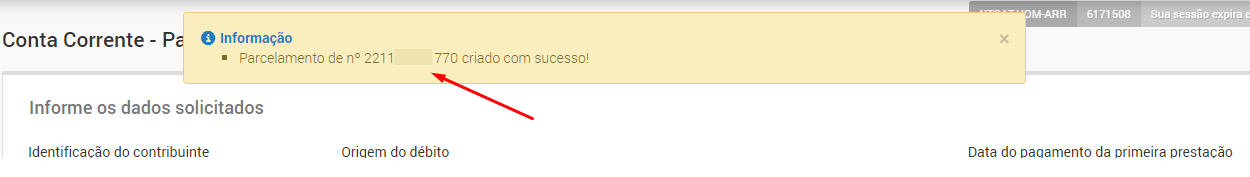 6171508
Sua sessão expira e
Conta Corrente - Pa
Informação
Parcelamento de nº 2211 770 criado com sucesso!
×
Informe os dados solicitados
Identificação do contribuinte
Origem do débito
Data do pagamento da primeira prestação